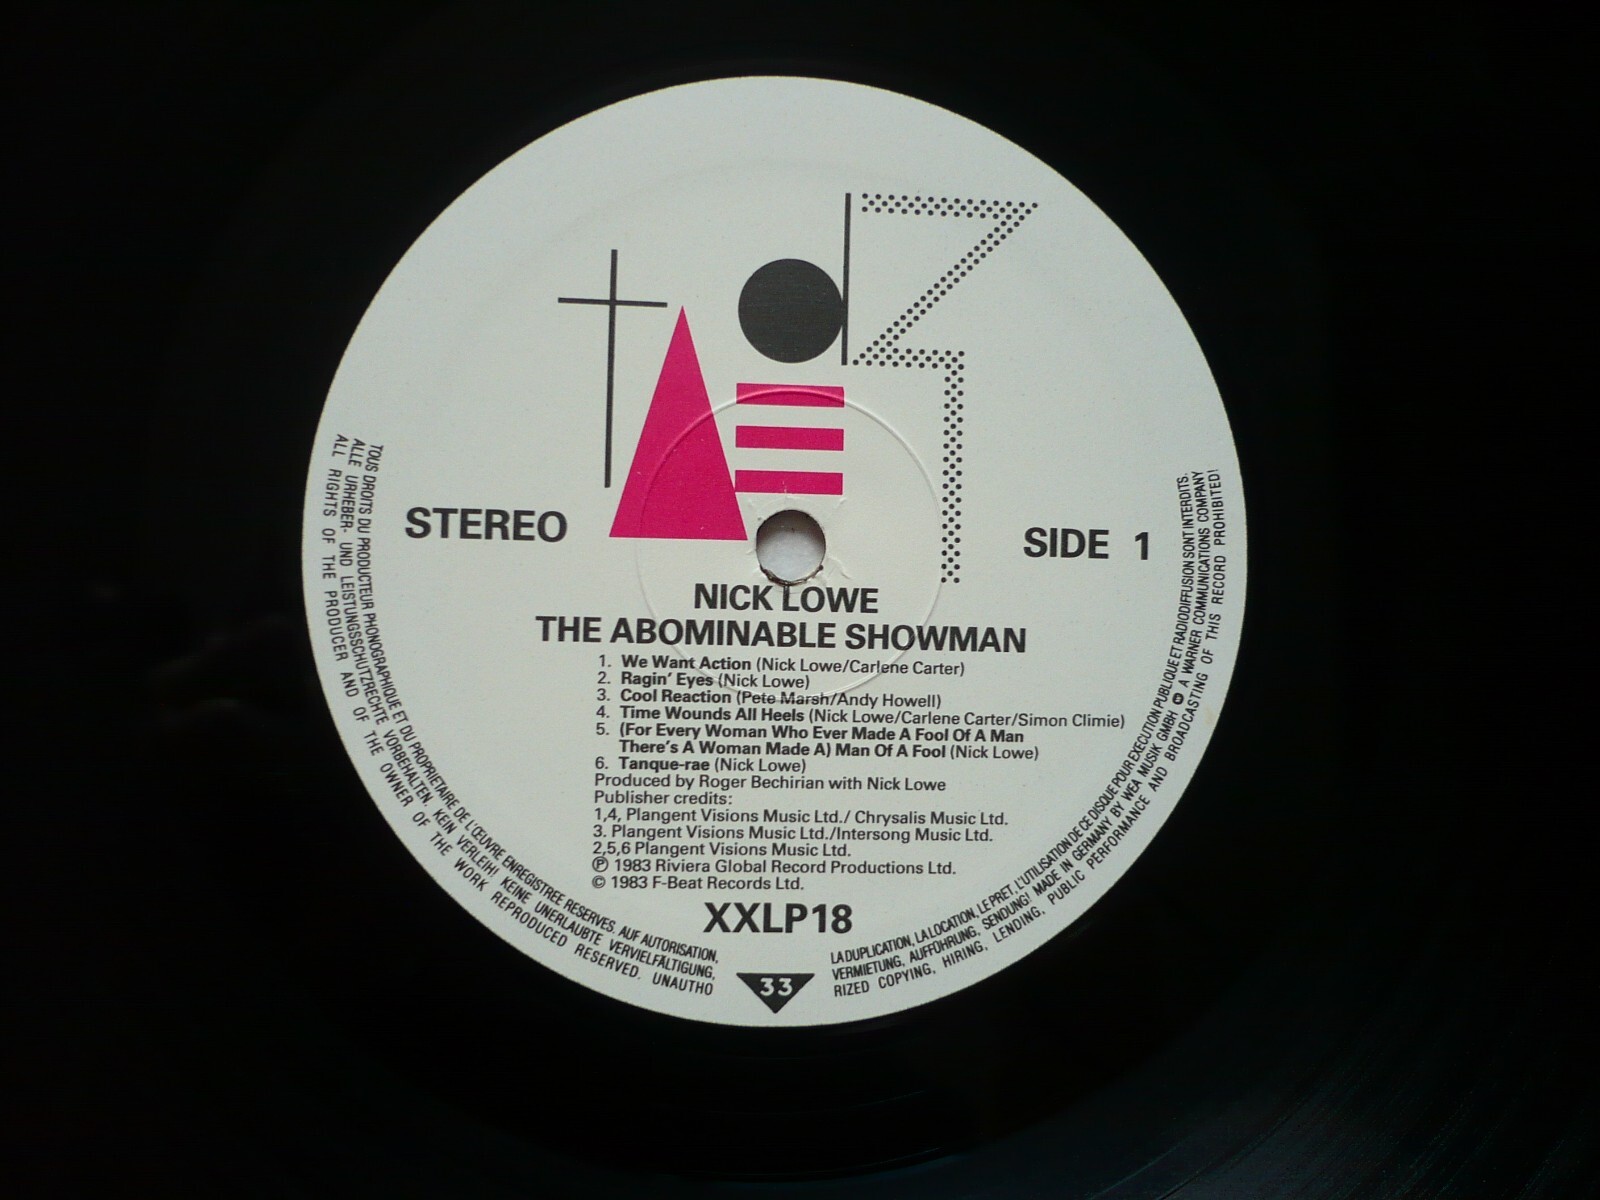 STEREO
SIDE 1
NICK LOWE
THE ABOMINABLE SHOWMAN
1. We Want Action (Nick Lowe/Carlene Carter)
2. Ragin' Eyes (Nick Lowe)
3. Cool Reaction (Pete Marsh/Andy Howell)
4. Time Wounds All Heels (Nick Lowe/Carlene Carter/Simon Climie)
5. (For Every Woman Who Ever Made A Fool Of A Man
There's A Woman Made A) Man Of A Fool (Nick Lowe)
6. Tanque-rae (Nick Lowe)
Produced by Roger Bechirian with Nick Lowe
Publisher credits:
1,4, Plangent Visions Music Ltd./ Chrysalis Music Ltd.
3. Plangent Visions Music Ltd./Intersong Music Ltd.
2,5,6 Plangent Visions Music Ltd.
℗ 1983 Riviera Global Record Productions Ltd.
© 1983 F-Beat Records Ltd.
XXLP18
33
TOUS DROITS DU PRODUCTEUR PHONOGRAPHIQUE ET DU PROPRIETAIRE DE L'ŒUVRE ENREGISTREE RESERVES. AUF AUTORISATION,
ALLE URHEBER- UND LEISTUNGSSCHUTZRECHTE VORBEHALTEN. KEIN VERLEIH! KEINE UNERLAUBTE VERVIELFÄLTIGUNG,
ALL RIGHTS OF THE PRODUCER AND OF THE OWNER OF THE WORK REPRODUCED RESERVED. UNAUTHO
LA DUPLICATION, LA LOCATION, LE PRET, L'UTILISATION DE CE DISQUE POUR EXECUTION PUBLIQUE ET RADIODIFFUSION SONT INTERDITS.
VERMIETUNG, AUFFÜHRUNG, SENDUNG! MADE IN GERMANY BY WEA MUSIK GMBH A WARNER COMMUNICATIONS COMPANY
RIZED COPYING, HIRING, LENDING, PUBLIC PERFORMANCE AND BROADCASTING OF THIS RECORD PROHIBITED!